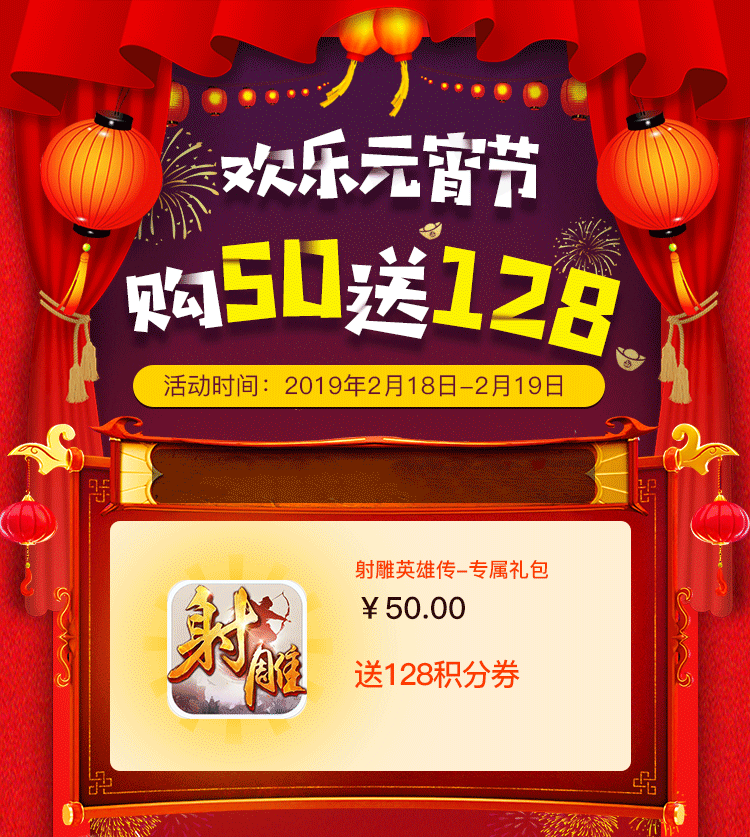 欢乐元宵节
购50送128
活动时间：2019年2月18日-2月19日
射雕英雄传-专属礼包
￥50.00
射雕
送128积分券